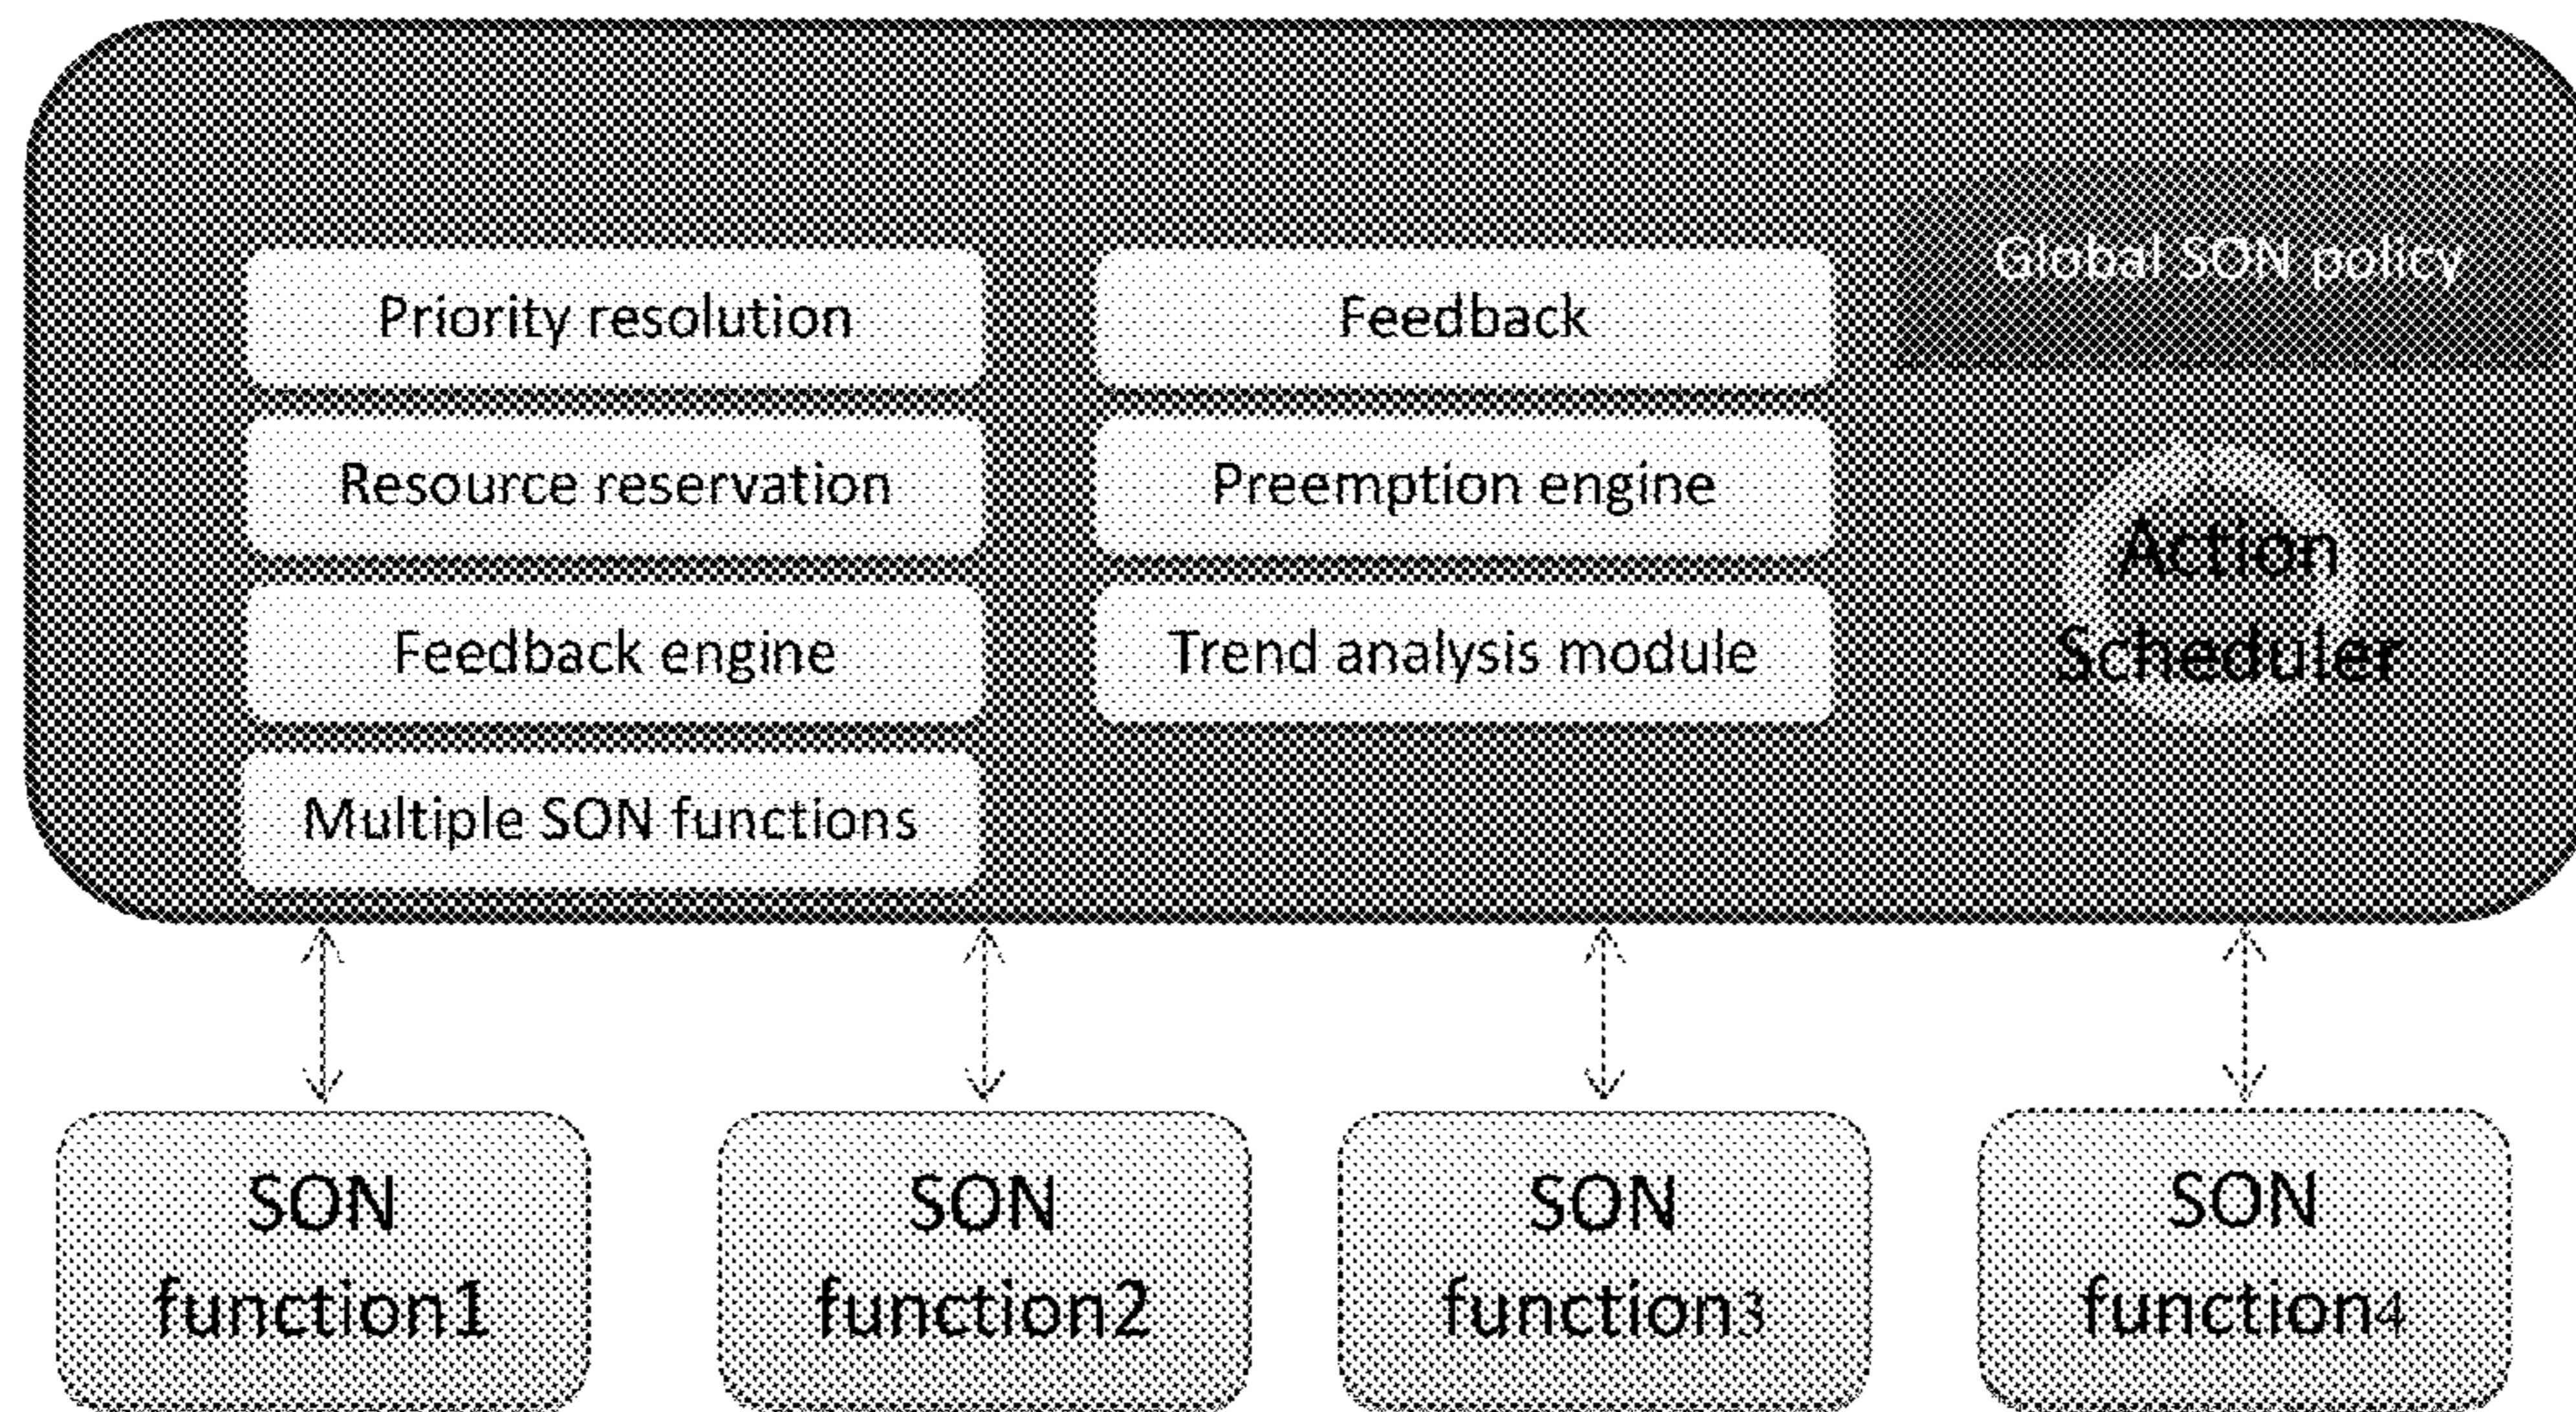 Priority resolution
Resource reservation
Feedback engine
Multiple SON functions
Feedback
Preemption engine
Trend analysis module
Global SON policy
Action
Scheduler
SON
function1
SON
function2
SON
function3
SON
function4